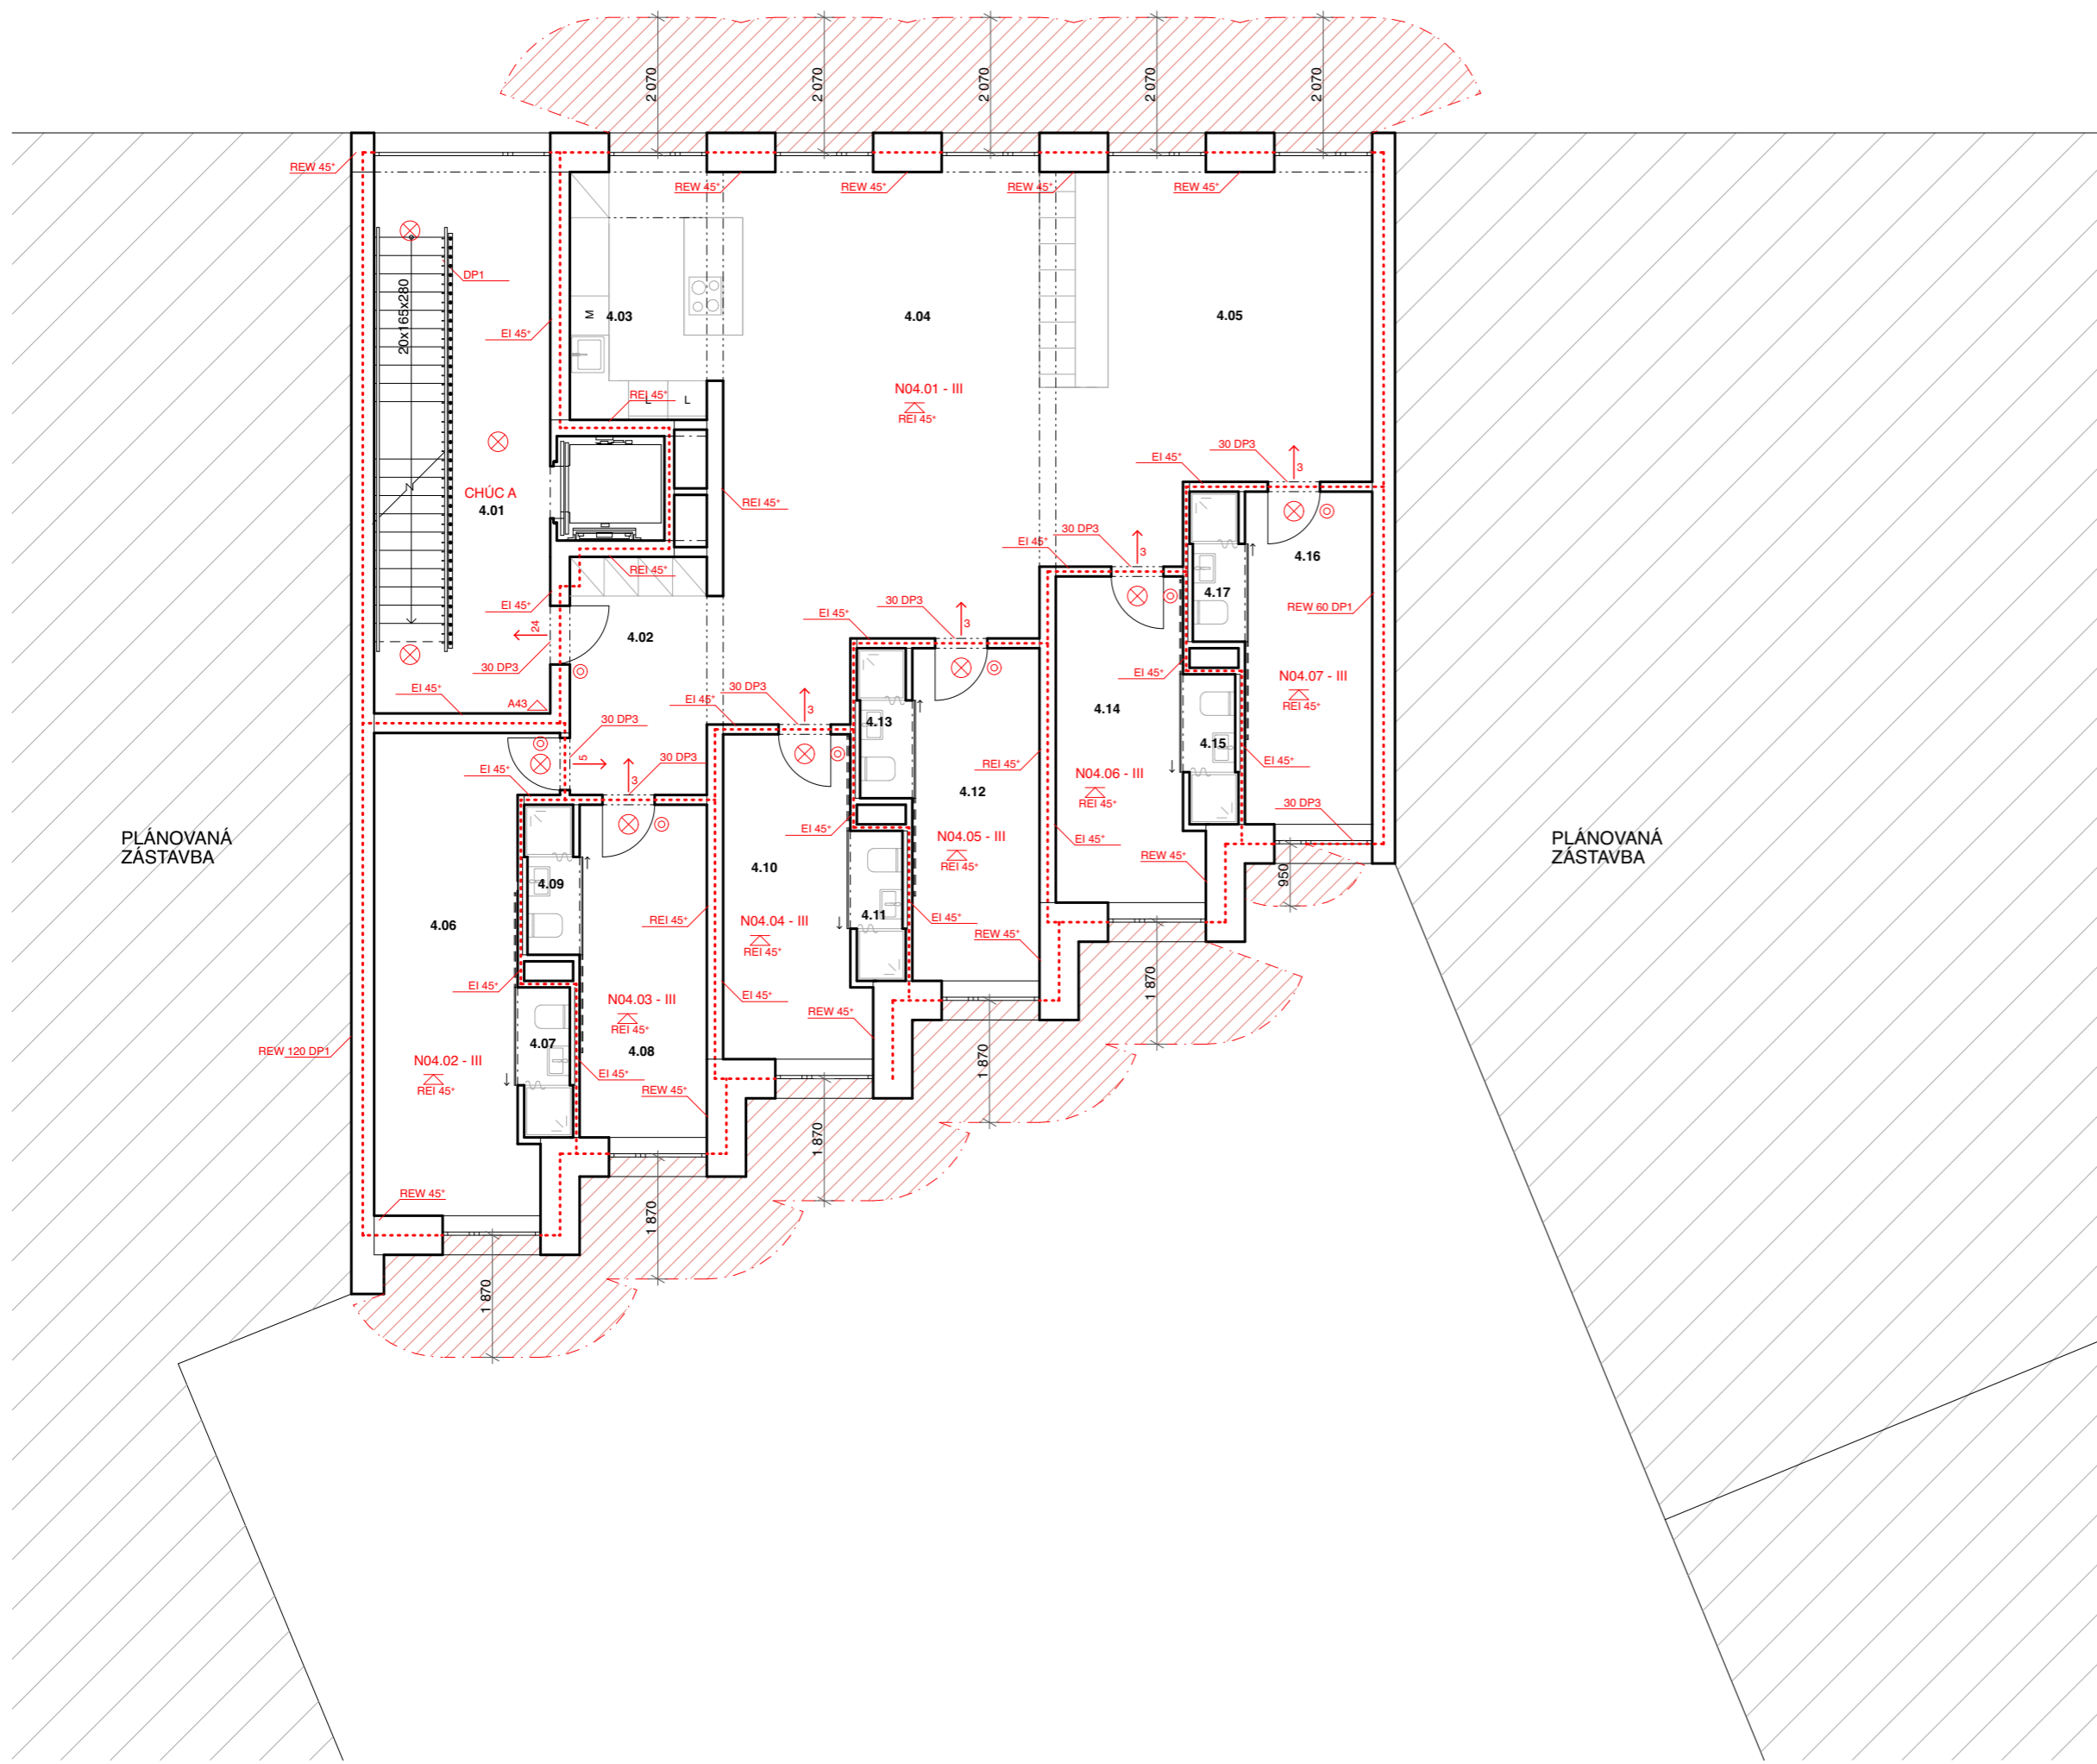 2 070
2 070
2 070
2 070
2 070
REW 45+
REW 45+
REW 45+
REW 45+
REW 45+
DP1
20x165x280
EI 45+
M
4.03
4.04
4.05
N04.01 - III
REI 45+
REI 45+
L
L
30 DP3
3
EI 45+
CHÚC A
4.01
REI 45+
30 DP3
3
EI 45+
4.16
REI 45+
4.17
EI 45+
30 DP3
3
EI 45+
REW 60 DP1
24
4.02
30 DP3
EI 45+
EI 45+
N04.07 - III
REI 45+
A43
30 DP3
3
EI 45+
4.13
4.14
4.15
30 DP3
5
3
30 DP3
EI 45+
REI 45+
EI 45+
N04.06 - III
REI 45+
4.12
30 DP3
PLÁNOVANÁ
ZÁSTAVBA
PLÁNOVANÁ
ZÁSTAVBA
EI 45+
N04.05 - III
REI 45+
EI 45+
REW 45+
950
4.10
4.09
4.06
REI 45+
N04.04 - III
REI 45+
4.11
EI 45+
REW 45+
EI 45+
1 870
N04.03 - III
REI 45+
EI 45+
REW 45+
4.07
4.08
REW 120 DP1
N04.02 - III
REI 45+
EI 45+
REW 45+
1 870
1 870
REW 45+
1 870
1 870